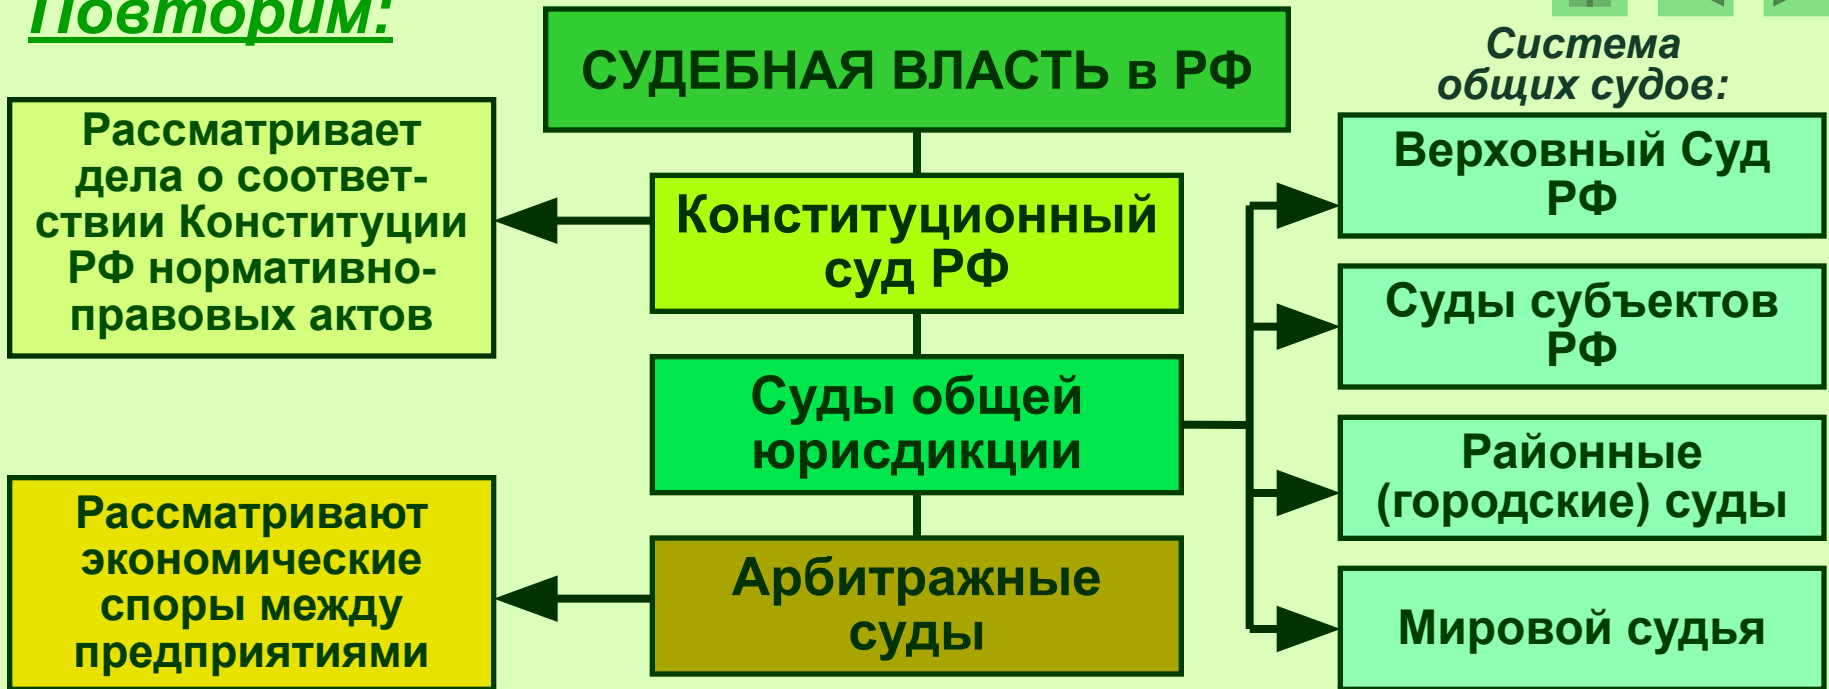 Повторим:
СУДЕБНАЯ ВЛАСТЬ в РФ
Система
общих судов:
Рассматривает
дела о соответ-
ствии Конституции
РФ нормативно-
правовых актов
Конституционный
суд РФ
Верховный Суд
РФ
Суды субъектов
РФ
Суды общей
юрисдикции
Районные
(городские) суды
Рассматривают
экономические
споры между
предприятиями
Арбитражные
суды
Мировой судья